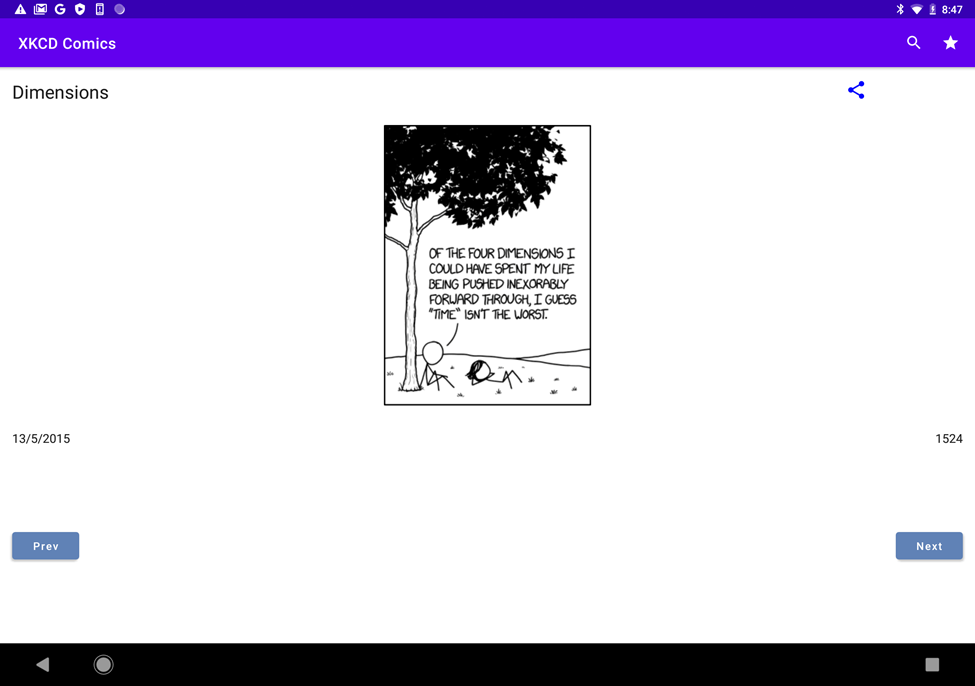 8:47
XKCD Comics
Dimensions
OF THE FOUR DIMENSIONS I
COULD HAVE SPENT MY LIFE
BEING PUSHED INEXORABLY
FORWARD THROUGH, I GUESS
"TIME" ISN'T THE WORST.
13/5/2015
1524
Prev
Next